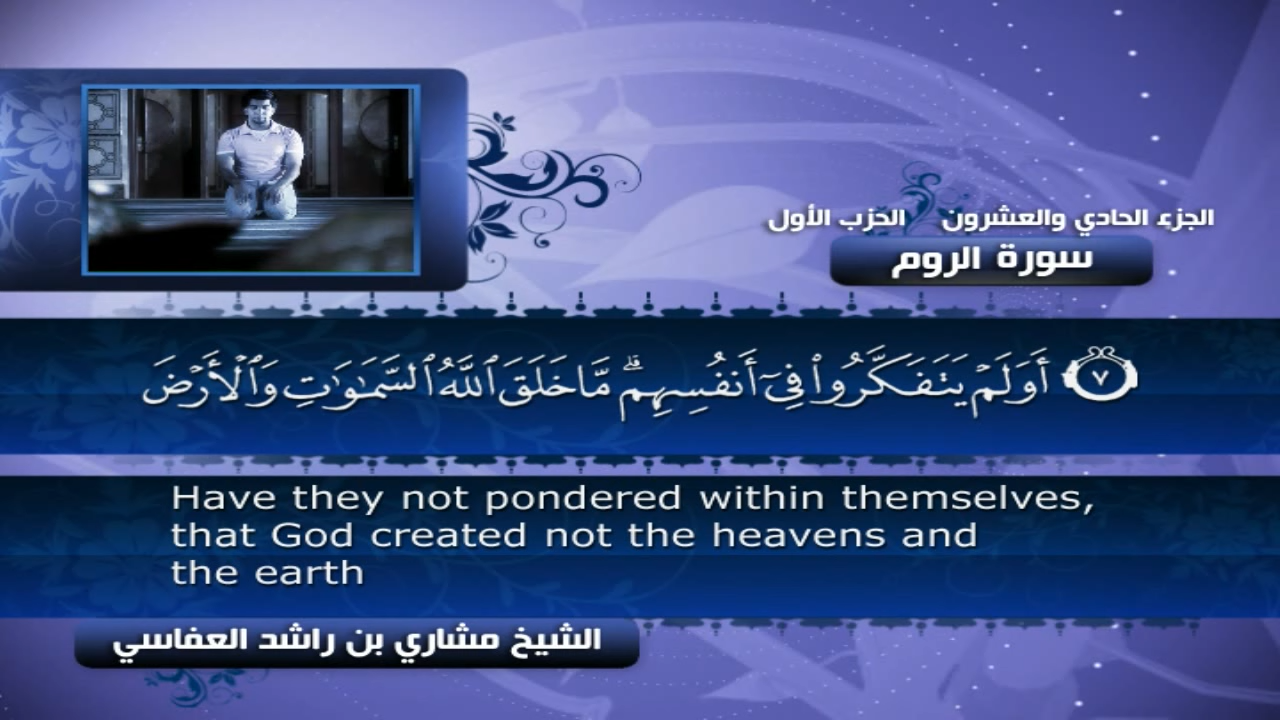 الجزء الحادي والعشرون الحزب الأول
سورة الروم
٧ أَوَلَمْ يَتَفَكَّرُوا۟ فِىٓ أَنفُسِهِم ۗ مَّا خَلَقَ ٱللَّهُ ٱلسَّمَـٰوَٰتِ وَٱلْأَرْضَ
Have they not pondered within themselves,
that God created not the heavens and
the earth
الشيخ مشاري بن راشد العفاسي